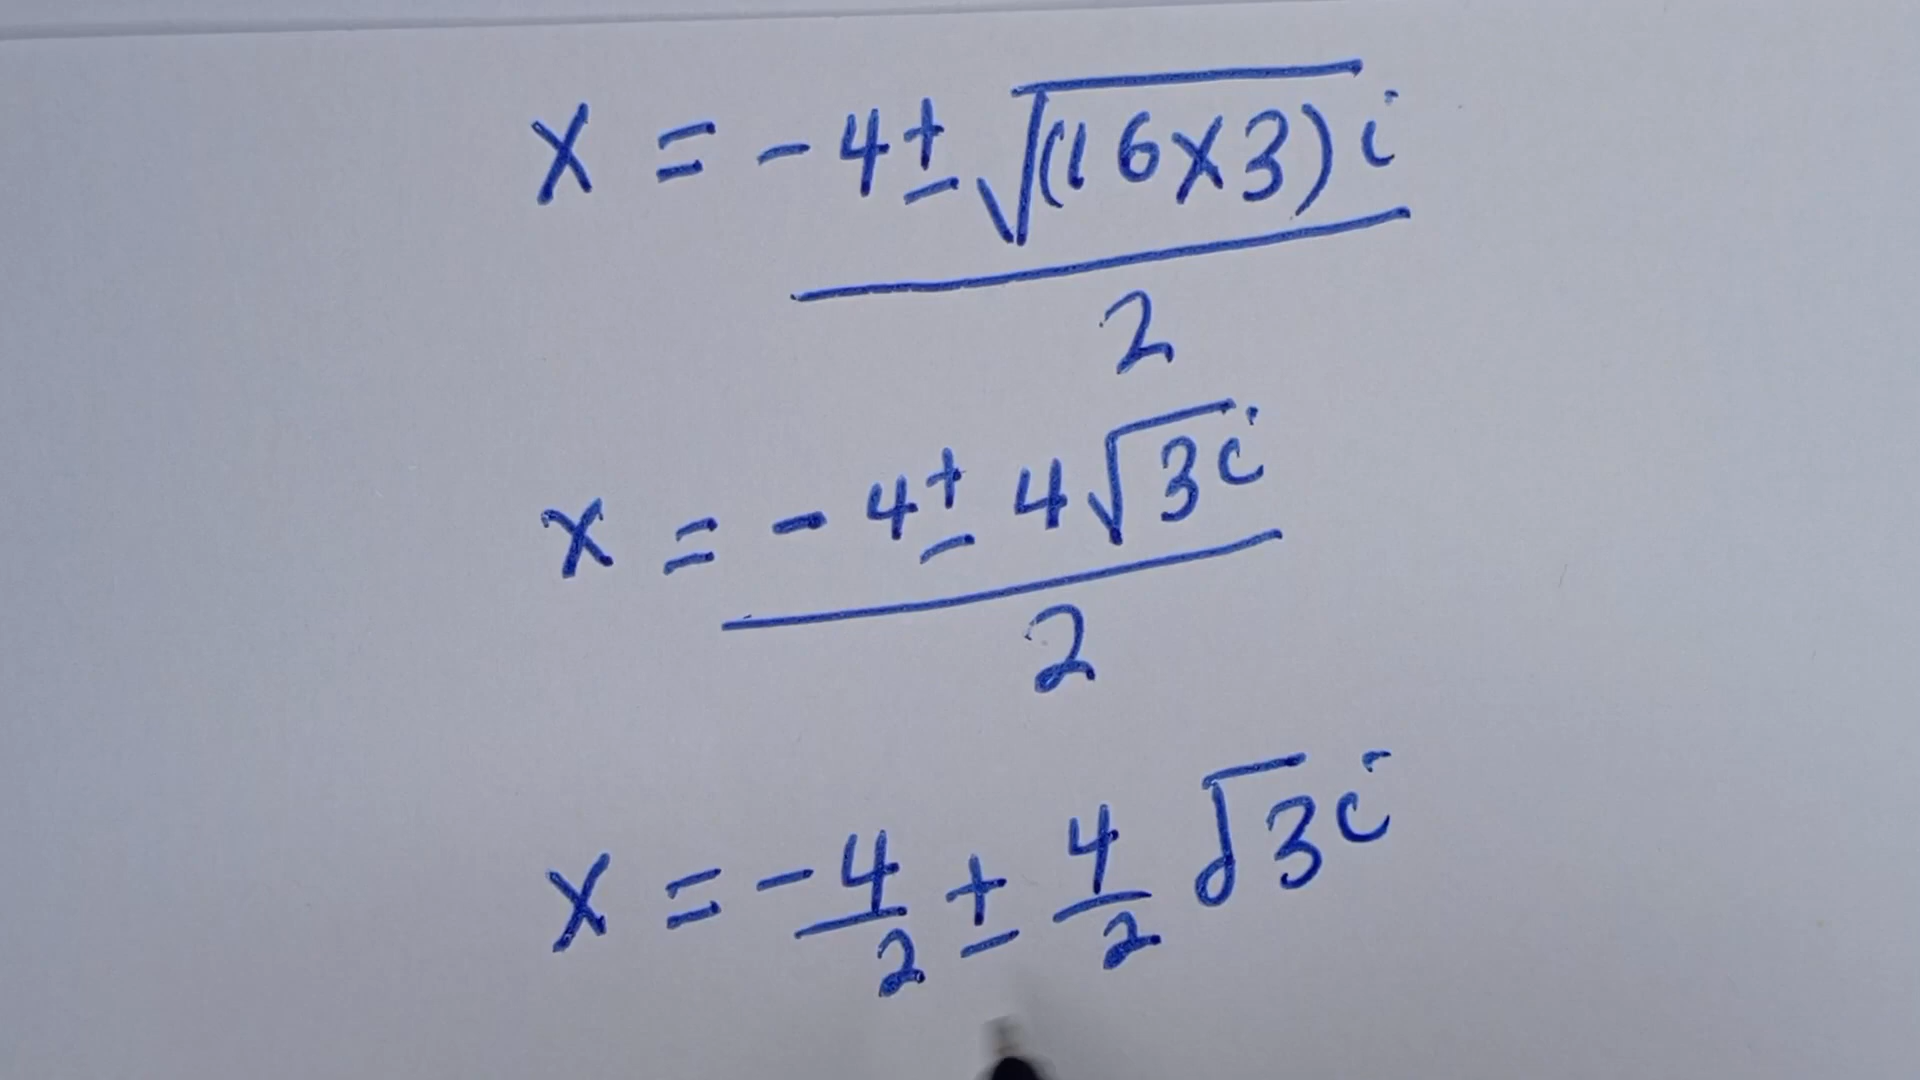 x = (-4 ± √(16×3) i) / 2
x = (-4 ± 4√3 i) / 2
x = -4/2 ± 4/2 √3 i